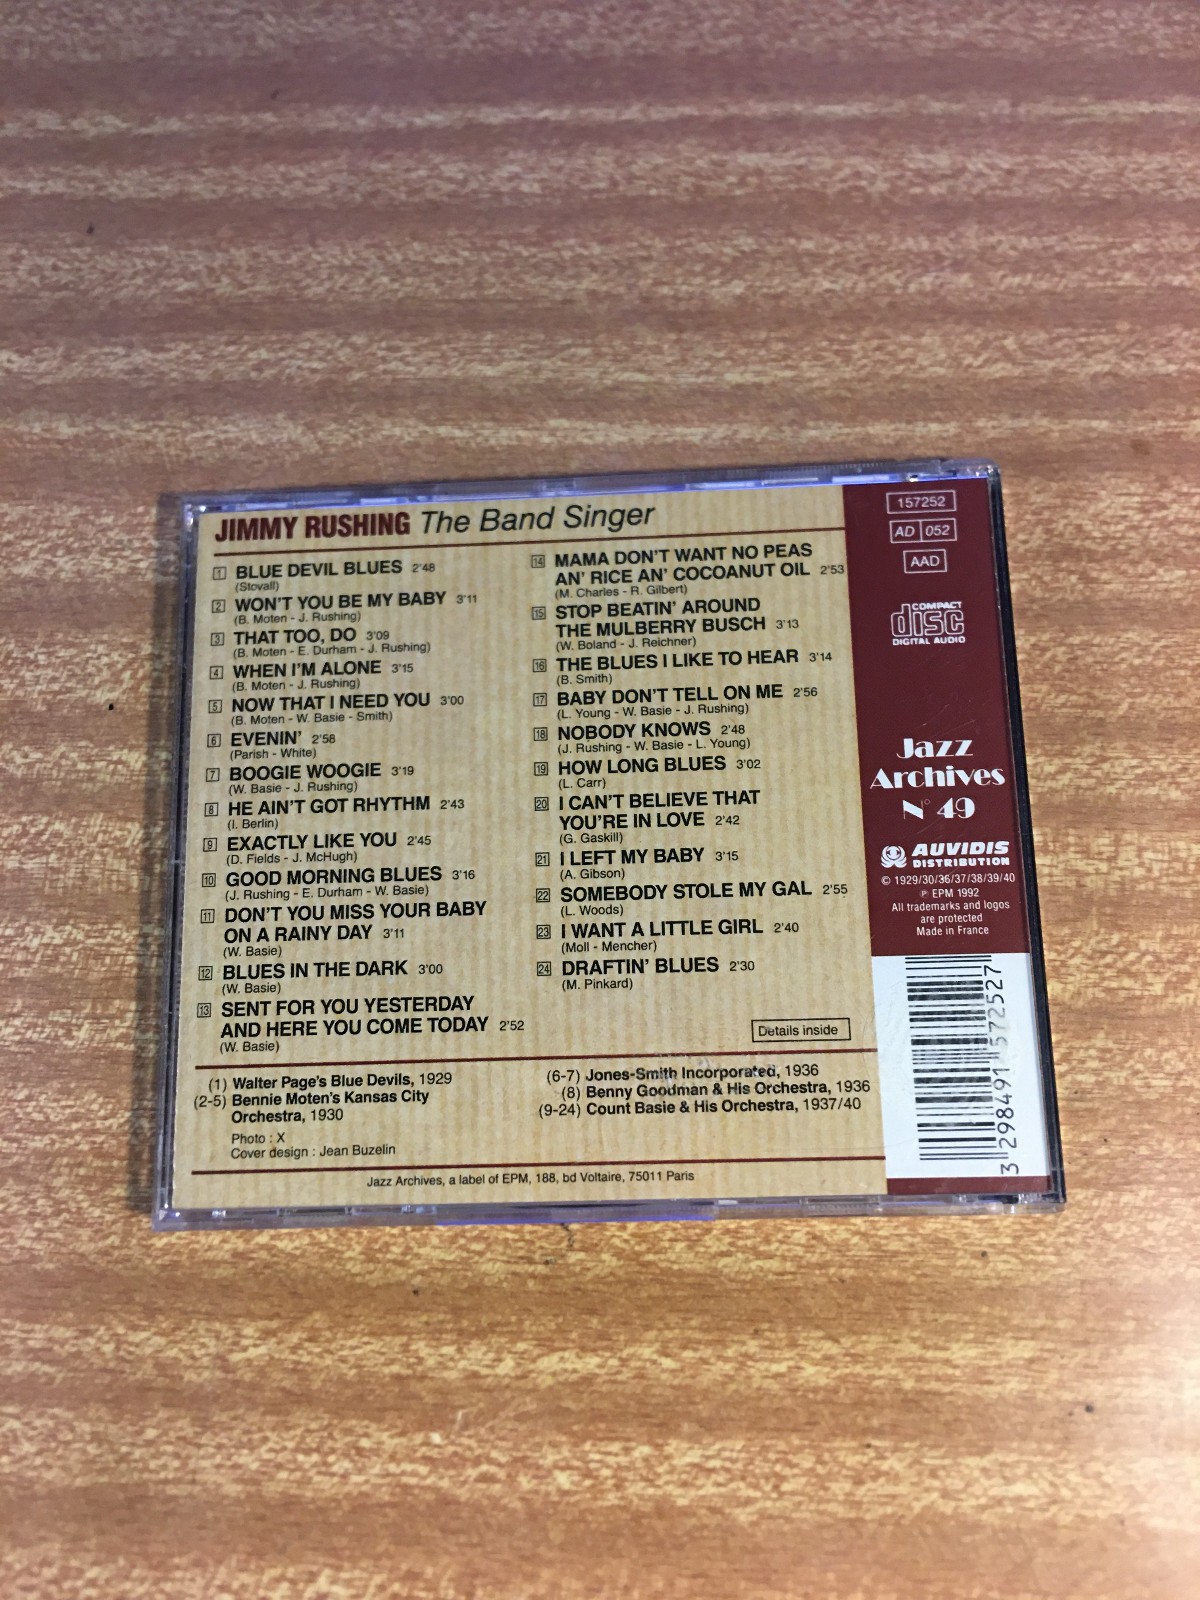 JIMMY RUSHING The Band Singer
1 BLUE DEVIL BLUES 2'48
(Stovall)
2 WON'T YOU BE MY BABY 3'11
(B. Moten - J. Rushing)
3 THAT TOO, DO 3'09
(B. Moten - E. Durham - J. Rushing)
4 WHEN I'M ALONE 3'15
(B. Moten - J. Rushing)
5 NOW THAT I NEED YOU 3'00
(B. Moten - W. Basie - Smith)
6 EVENIN' 2'58
(Parish - White)
7 BOOGIE WOOGIE 3'19
(W. Basie - J. Rushing)
8 HE AIN'T GOT RHYTHM 2'43
(I. Berlin)
9 EXACTLY LIKE YOU 2'45
(D. Fields - J. McHugh)
10 GOOD MORNING BLUES 3'16
(J. Rushing - E. Durham - W. Basie)
11 DON'T YOU MISS YOUR BABY
ON A RAINY DAY 3'11
(W. Basie)
12 BLUES IN THE DARK 3'00
(W. Basie)
13 SENT FOR YOU YESTERDAY
AND HERE YOU COME TODAY 2'52
(W. Basie)
14 MAMA DON'T WANT NO PEAS
AN' RICE AN' COCOANUT OIL 2'53
(M. Charles - R. Gilbert)
15 STOP BEATIN' AROUND
THE MULBERRY BUSCH 3'13
(W. Boland - J. Reichner)
16 THE BLUES I LIKE TO HEAR 3'14
(B. Smith)
17 BABY DON'T TELL ON ME 2'56
(L. Young - W. Basie - J. Rushing)
18 NOBODY KNOWS 2'48
(J. Rushing - W. Basie - L. Young)
19 HOW LONG BLUES 3'02
(L. Carr)
20 I CAN'T BELIEVE THAT
YOU'RE IN LOVE 2'42
(G. Gaskill)
21 I LEFT MY BABY 3'15
(A. Gibson)
22 SOMEBODY STOLE MY GAL 2'55
(L. Woods)
23 I WANT A LITTLE GIRL 2'40
(Moll - Mencher)
24 DRAFTIN' BLUES 2'30
(M. Pinkard)
Details inside
(1) Walter Page's Blue Devils, 1929
(2-5) Bennie Moten's Kansas City
Orchestra, 1930
(6-7) Jones-Smith Incorporated, 1936
(8) Benny Goodman & His Orchestra, 1936
(9-24) Count Basie & His Orchestra, 1937/40
Photo : X
Cover design : Jean Buzelin
Jazz Archives, a label of EPM, 188, bd Voltaire, 75011 Paris
157252
AD 052
AAD
COMPACT
disc
DIGITAL AUDIO
Jazz
Archives
N° 49
AUVIDIS
DISTRIBUTION
© 1929/30/36/37/38/39/40
℗ EPM 1992
All trademarks and logos
are protected
Made in France
3 298491 572527